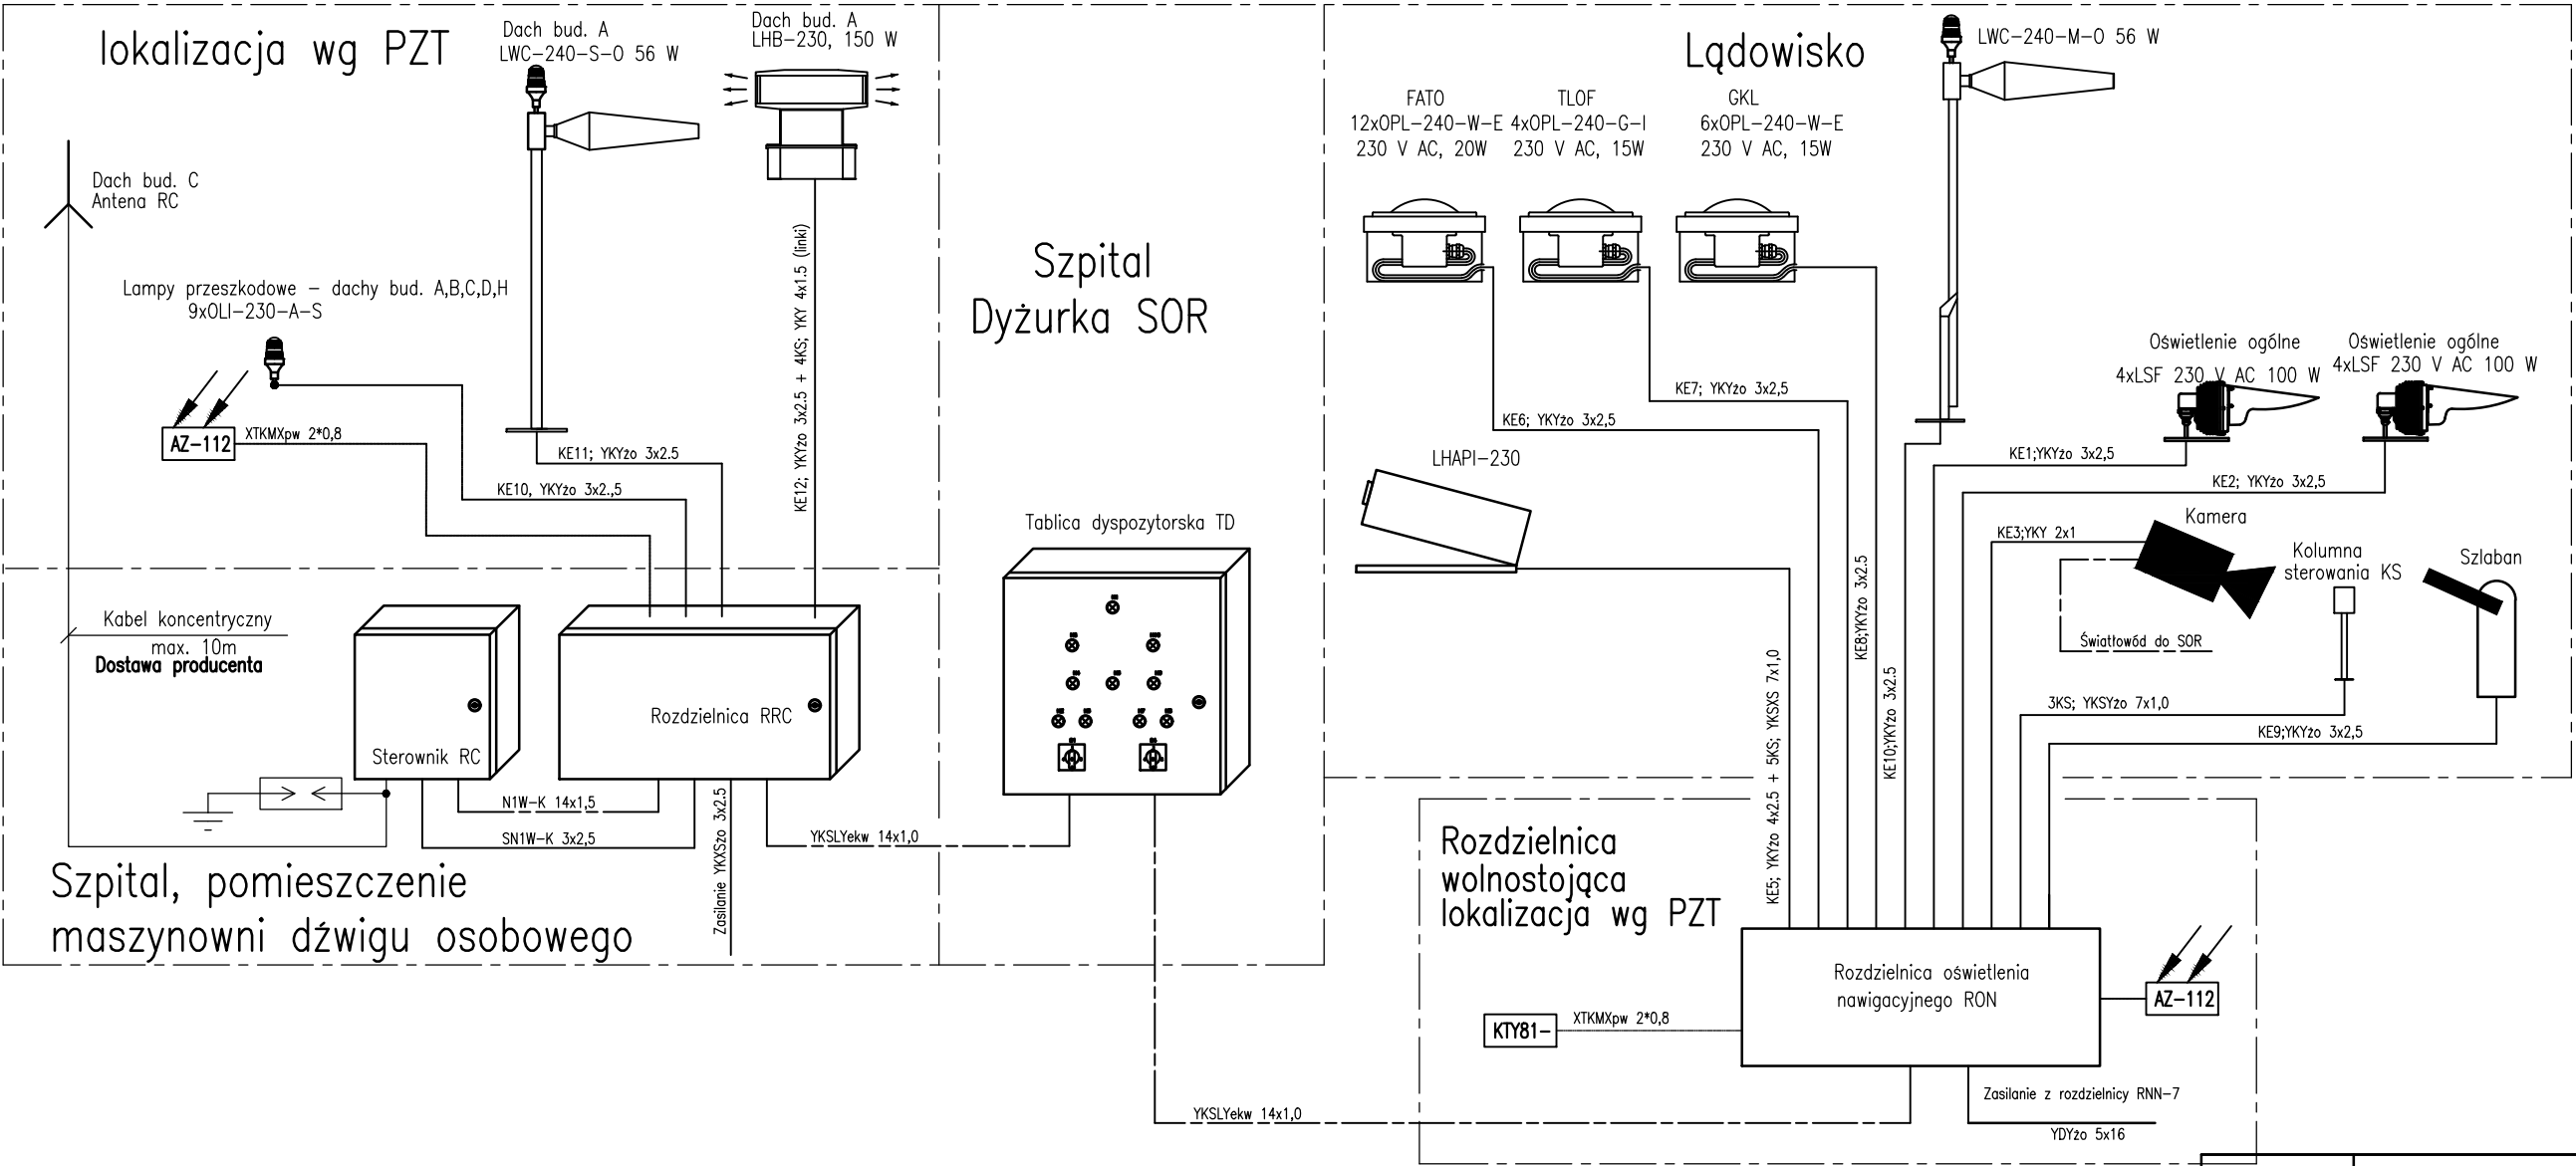 lokalizacja wg PZT
Dach bud. A
LWC-240-S-O 56 W
Dach bud. A
LHB-230, 150 W
Dach bud. C
Antena RC
Lampy przeszkodowe - dachy bud. A,B,C,D,H
9xOLI-230-A-S
AZ-112
XTKMXpw 2*0,8
KE11; YKYżo 3x2.5
KE10, YKYżo 3x2.,5
KE12; YKYżo 3x2.5 + 4KS; YKY 4x1.5 (linki)
Kabel koncentryczny
max. 10m
Dostawa producenta
Sterownik RC
Rozdzielnica RRC
N1W-K 14x1,5
SN1W-K 3x2,5
Zasilanie YKXSżo 3x2.5
YKSLYekw 14x1,0
Szpital, pomieszczenie
maszynowni dźwigu osobowego
Szpital
Dyżurka SOR
Tablica dyspozytorska TD
YKSLYekw 14x1,0
Lądowisko
LWC-240-M-O 56 W
FATO
12xOPL-240-W-E
230 V AC, 20W
TLOF
4xOPL-240-G-I
230 V AC, 15W
GKL
6xOPL-240-W-E
230 V AC, 15W
KE7; YKYżo 3x2,5
KE6; YKYżo 3x2,5
LHAPI-230
Oświetlenie ogólne
4xLSF 230 V AC 100 W
Oświetlenie ogólne
4xLSF 230 V AC 100 W
KE1;YKYżo 3x2,5
KE2; YKYżo 3x2,5
Kamera
KE3;YKY 2x1
Kolumna
sterowania KS
Szlaban
Światłowód do SOR
3KS; YKSYżo 7x1,0
KE9;YKYżo 3x2,5
KE5; YKYżo 4x2.5 + 5KS; YKSXS 7x1,0
KE8;YKYżo 3x2.5
KE10;YKYżo 3x2.5
Rozdzielnica
wolnostojąca
lokalizacja wg PZT
Rozdzielnica oświetlenia
nawigacyjnego RON
AZ-112
KTY81-
XTKMXpw 2*0,8
Zasilanie z rozdzielnicy RNN-7
YDYżo 5x16